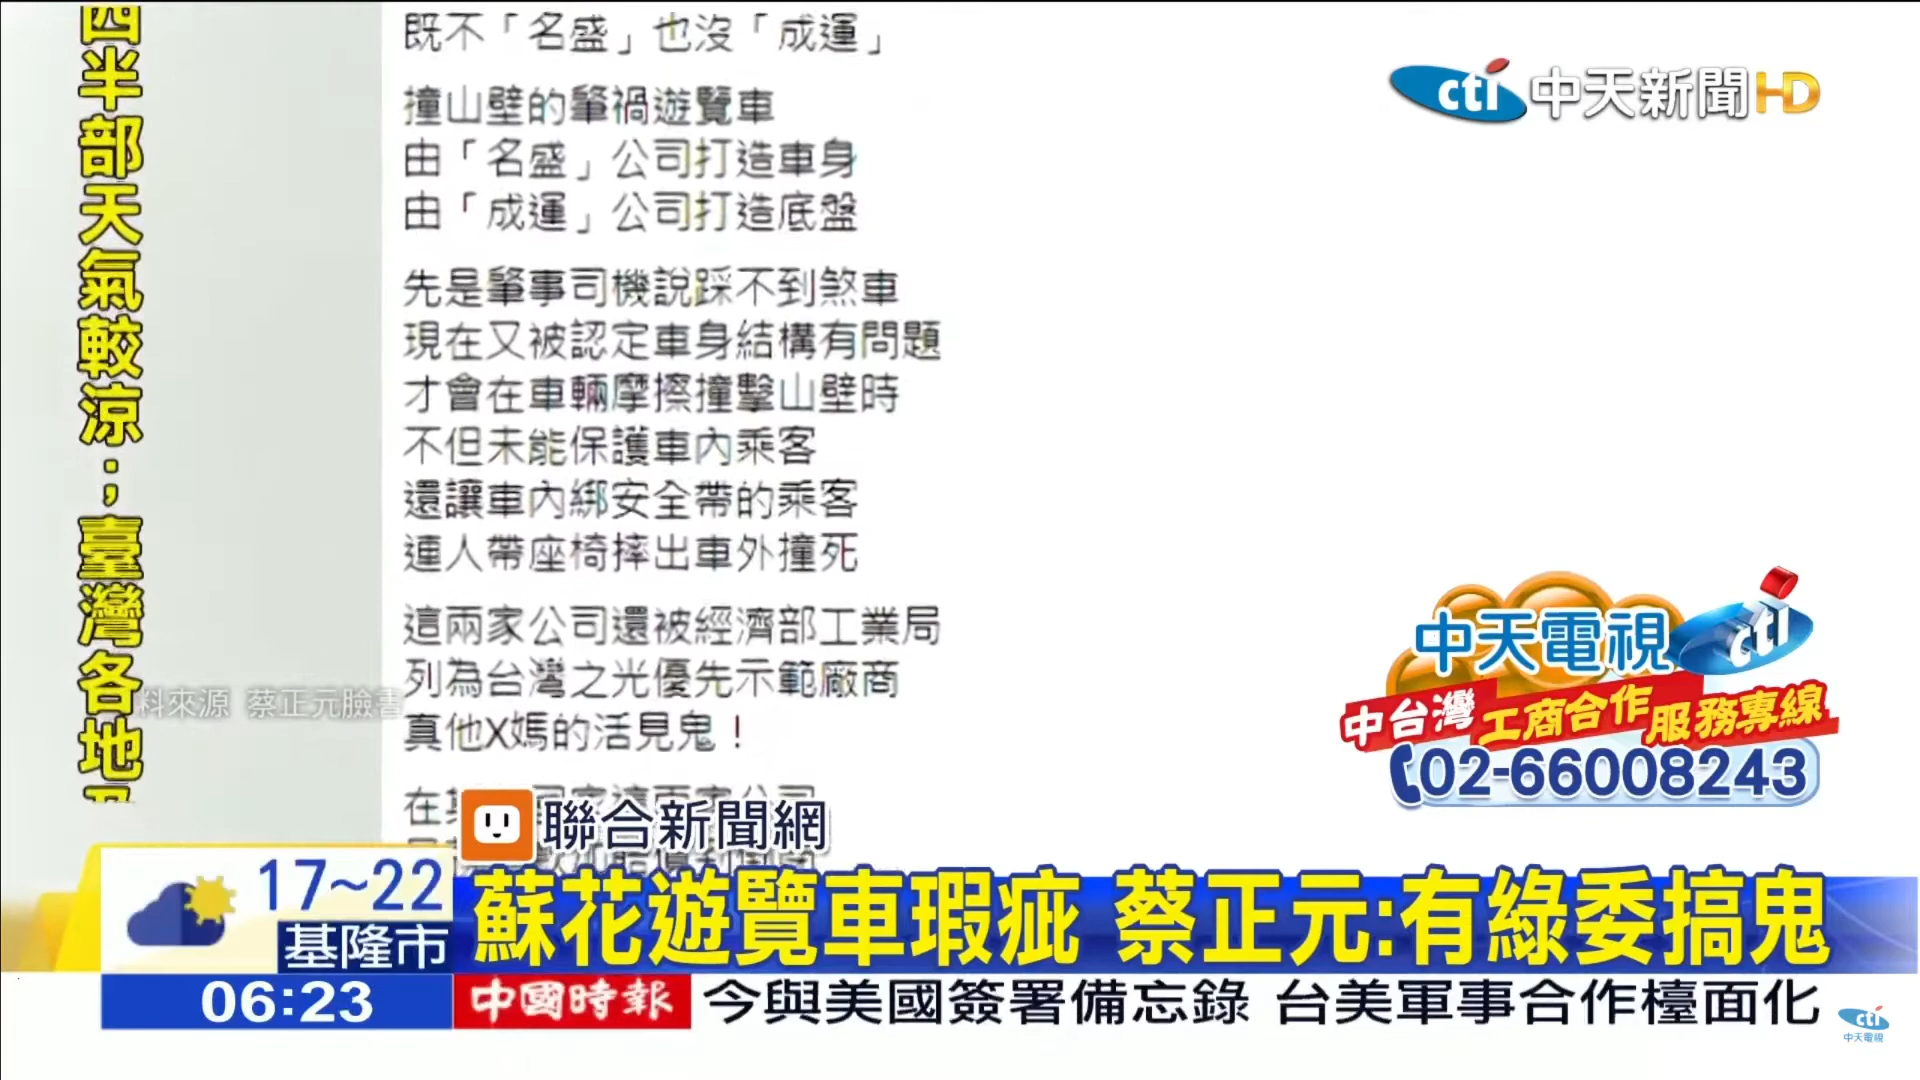 四半部天氣較涼；臺灣各地
既不「名盛」也沒「成運」
撞山壁的肇禍遊覽車
由「名盛」公司打造車身
由「成運」公司打造底盤
先是肇事司機說踩不到煞車
現在又被認定車身結構有問題
才會在車輛摩擦撞擊山壁時
不但未能保護車內乘客
還讓車內綁安全帶的乘客
連人帶座椅摔出車外撞死
這兩家公司還被經濟部工業局
列為台灣之光優先示範廠商
真他X媽的活見鬼！
在
料來源 蔡正元臉書
cti 中天新聞HD
中天電視 cti
中台灣 工商合作 服務專線
02-66008243
聯合新聞網
17~22
基隆市
蘇花遊覽車瑕疵 蔡正元:有綠委搞鬼
06:23
中國時報
今與美國簽署備忘錄 台美軍事合作檯面化
cti
中天電視